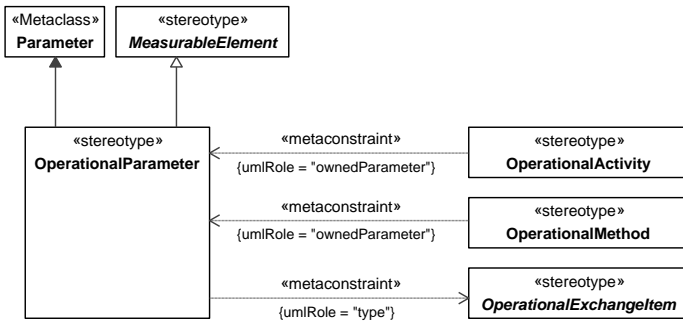 «Metaclass»
Parameter
«stereotype»
MeasurableElement
«stereotype»
OperationalParameter
«metaconstraint»
{umlRole = "ownedParameter"}
«stereotype»
OperationalActivity
«metaconstraint»
{umlRole = "ownedParameter"}
«stereotype»
OperationalMethod
«metaconstraint»
{umlRole = "type"}
«stereotype»
OperationalExchangeItem